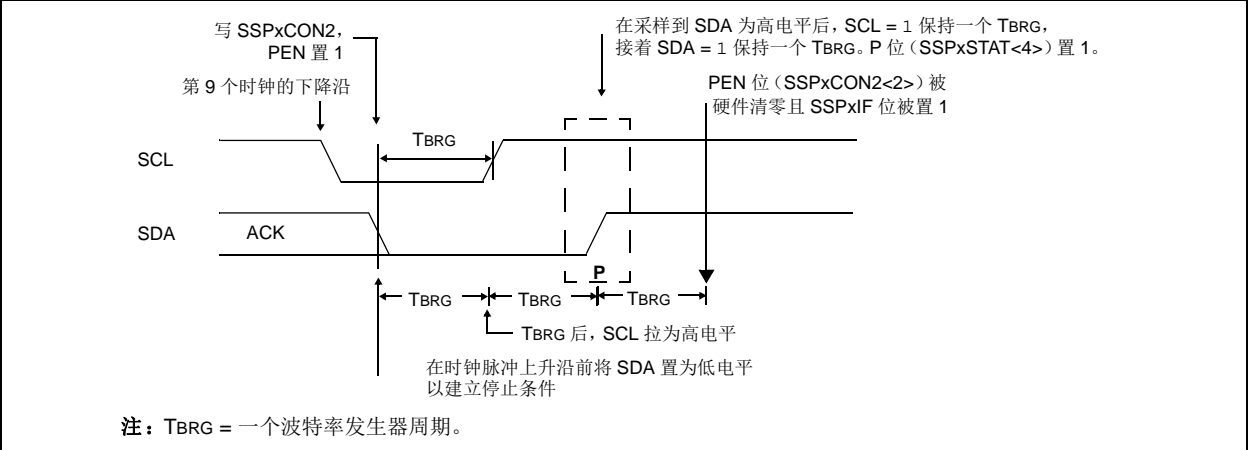 写 SSPxCON2，
PEN 置 1
第 9 个时钟的下降沿
在采样到 SDA 为高电平后，SCL = 1 保持一个 TBRG，
接着 SDA = 1 保持一个 TBRG。P 位（SSPxSTAT<4>）置 1。
PEN 位（SSPxCON2<2>）被
硬件清零且 SSPxIF 位被置 1
SCL
TBRG
SDA
ACK
P
TBRG
TBRG
TBRG
TBRG 后，SCL 拉为高电平
在时钟脉冲上升沿前将 SDA 置为低电平
以建立停止条件
注：TBRG = 一个波特率发生器周期。